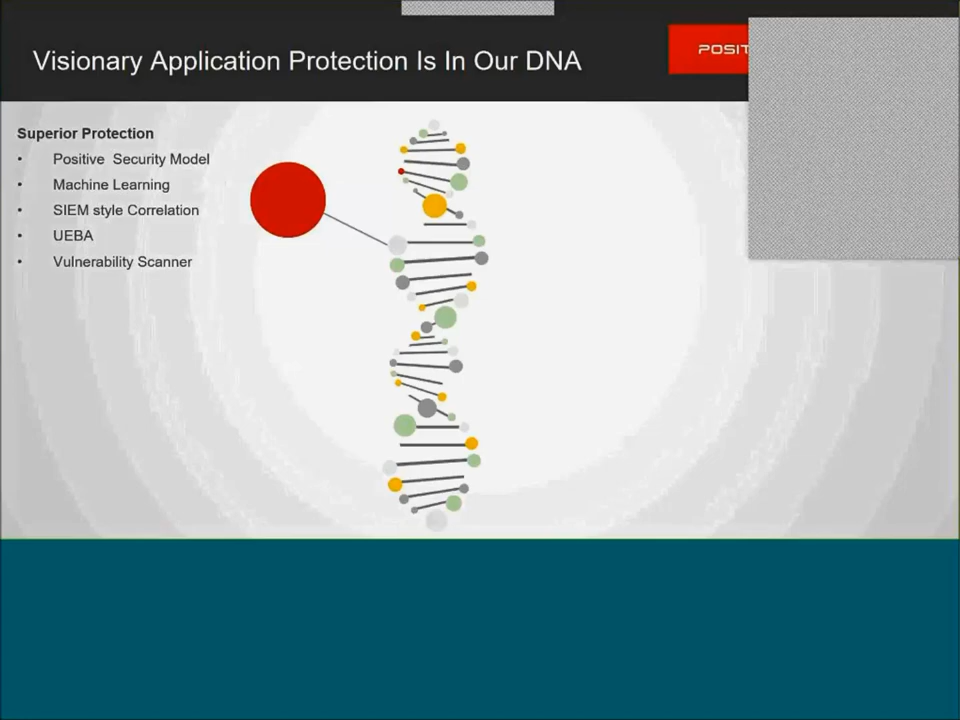 Visionary Application Protection Is In Our DNA
POSIT
Superior Protection
• Positive Security Model
• Machine Learning
• SIEM style Correlation
• UEBA
• Vulnerability Scanner